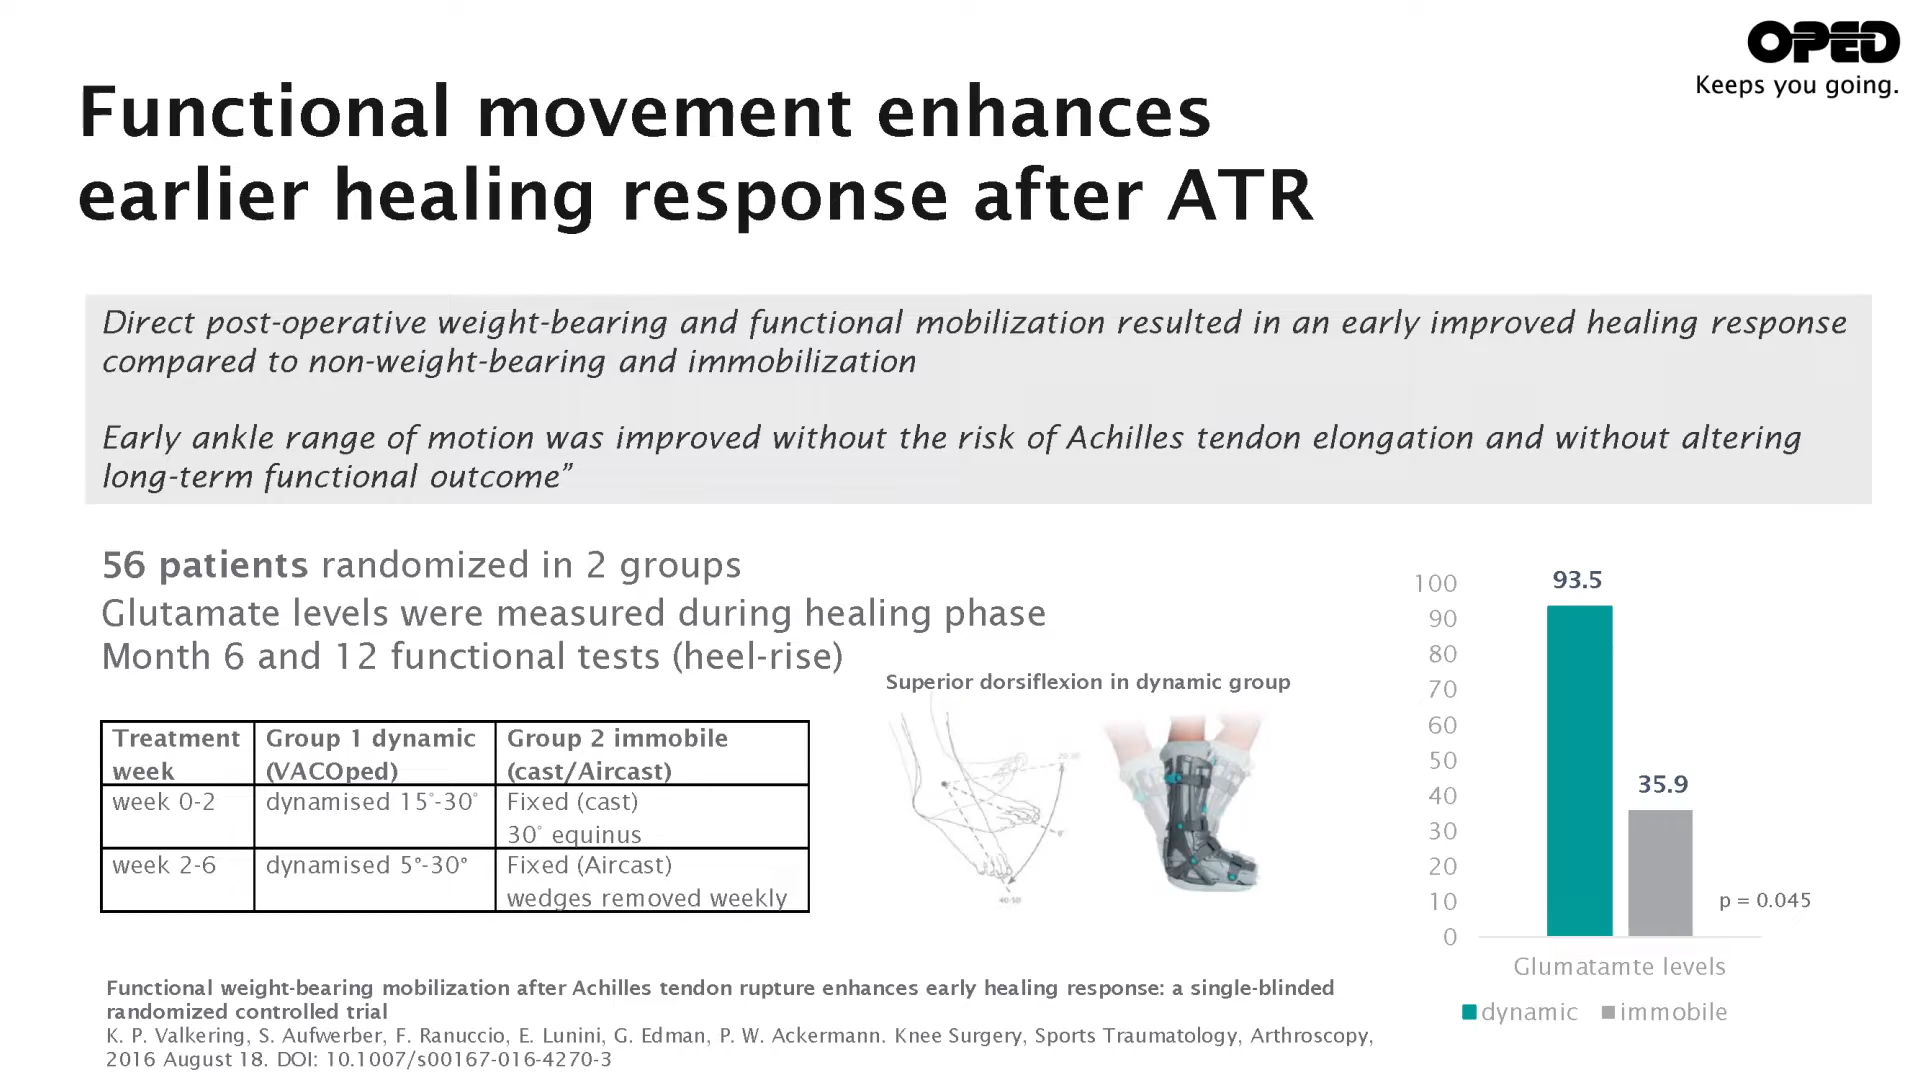 OPED
Keeps you going.
Functional movement enhances
earlier healing response after ATR
Direct post-operative weight-bearing and functional mobilization resulted in an early improved healing response
compared to non-weight-bearing and immobilization
Early ankle range of motion was improved without the risk of Achilles tendon elongation and without altering
long-term functional outcome”
56 patients randomized in 2 groups
Glutamate levels were measured during healing phase
Month 6 and 12 functional tests (heel-rise)
Treatment week
Group 1 dynamic (VACOped)
Group 2 immobile (cast/Aircast)
week 0-2
dynamised 15°-30°
Fixed (cast)
30° equinus
week 2-6
dynamised 5°-30°
Fixed (Aircast)
wedges removed weekly
Superior dorsiflexion in dynamic group
20-30
0°
40-50
100
90
80
70
60
50
40
30
20
10
0
93.5
35.9
p = 0.045
Glumatamte levels
dynamic
immobile
Functional weight-bearing mobilization after Achilles tendon rupture enhances early healing response: a single-blinded
randomized controlled trial
K. P. Valkering, S. Aufwerber, F. Ranuccio, E. Lunini, G. Edman, P. W. Ackermann. Knee Surgery, Sports Traumatology, Arthroscopy,
2016 August 18. DOI: 10.1007/s00167-016-4270-3